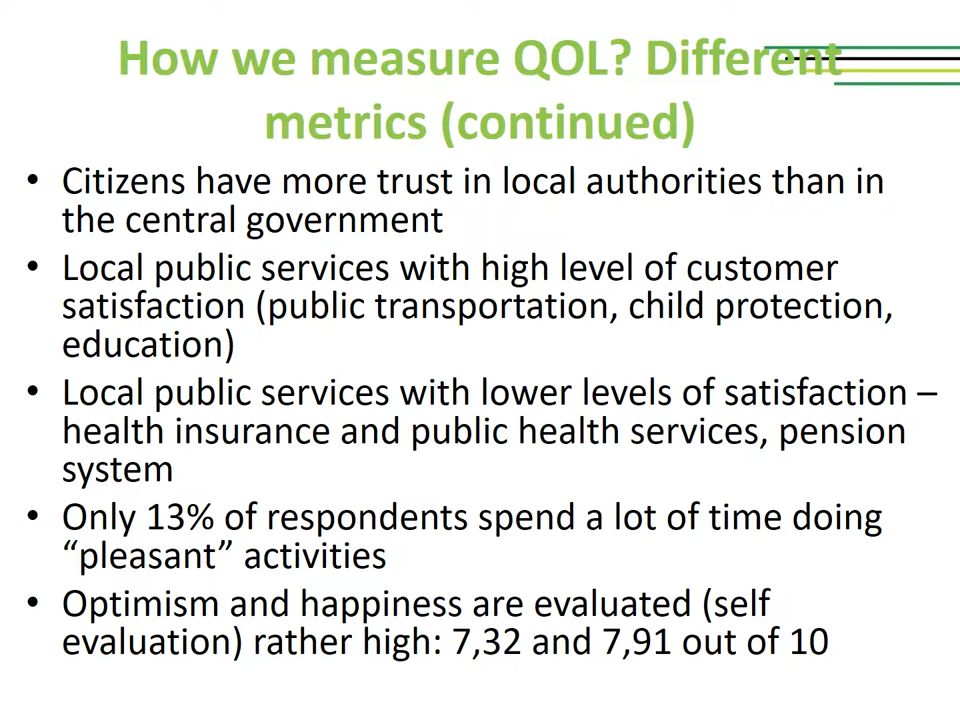 How we measure QOL? Different
metrics (continued)
• Citizens have more trust in local authorities than in
the central government
• Local public services with high level of customer
satisfaction (public transportation, child protection,
education)
• Local public services with lower levels of satisfaction –
health insurance and public health services, pension
system
• Only 13% of respondents spend a lot of time doing
“pleasant” activities
• Optimism and happiness are evaluated (self
evaluation) rather high: 7,32 and 7,91 out of 10